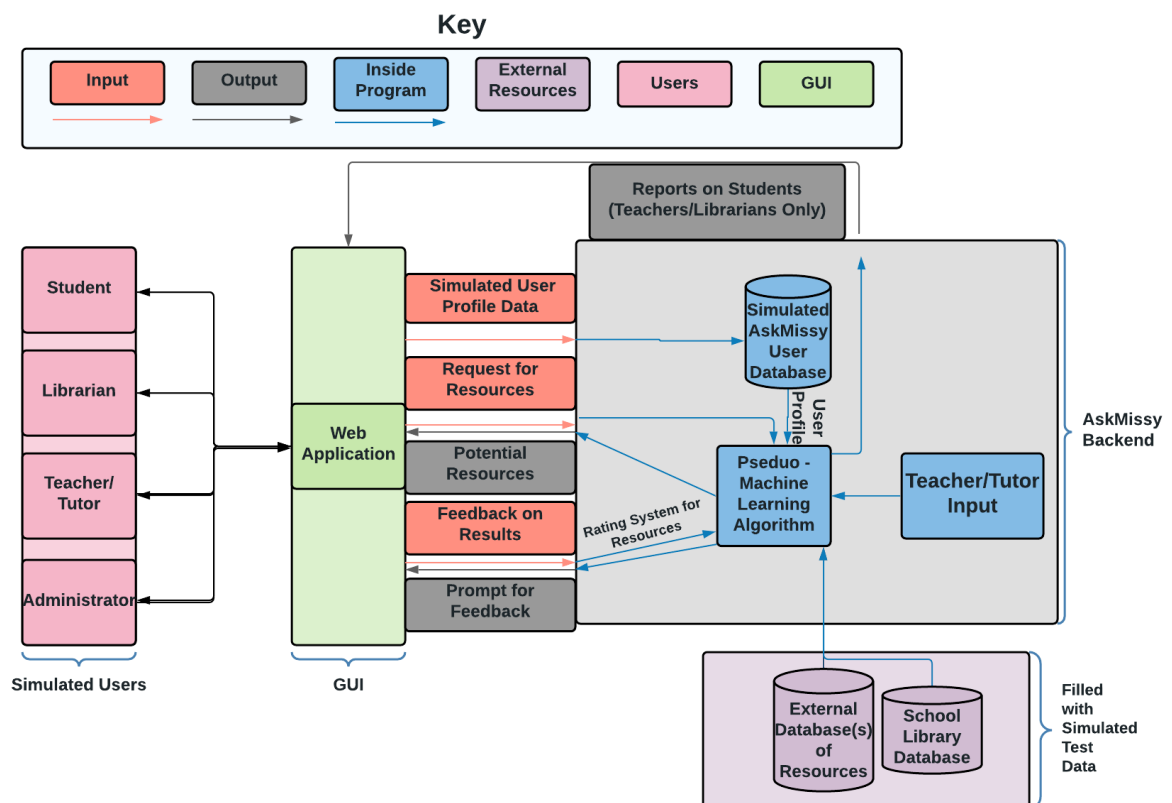 Key
Input
Output
Inside
Program
External
Resources
Users
GUI
Reports on Students
(Teachers/Librarians Only)
Student
Librarian
Teacher/
Tutor
Administrator
Simulated Users
Web
Application
GUI
Simulated User
Profile Data
Request for
Resources
Potential
Resources
Feedback on
Results
Prompt for
Feedback
Simulated
AskMissy
User
Database
User
Profile
Rating System for
Resources
Pseduo -
Machine
Learning
Algorithm
Teacher/Tutor
Input
AskMissy
Backend
External
Database(s)
of
Resources
School
Library
Database
Filled
with
Simulated
Test
Data